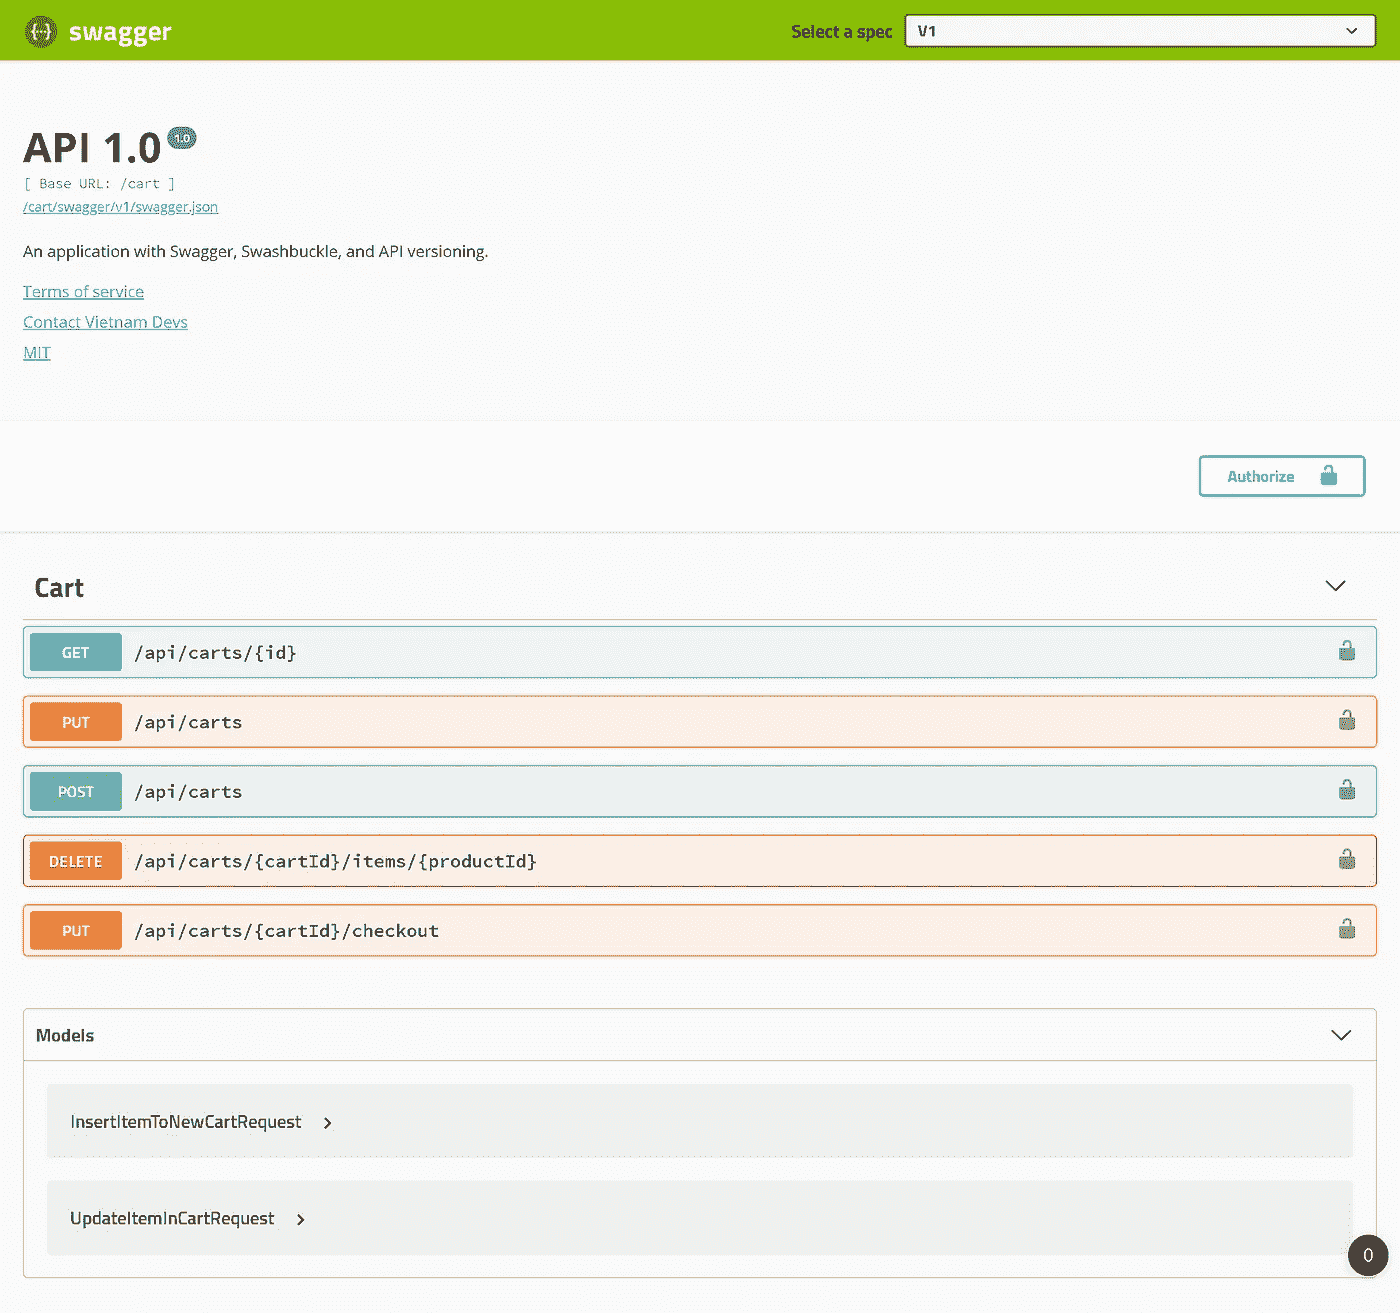 swagger
Select a spec V1
API 1.0 1.0
[ Base URL: /cart ]
/cart/swagger/v1/swagger.json
An application with Swagger, Swashbuckle, and API versioning.
Terms of service
Contact Vietnam Devs
MIT
Authorize
Cart
GET /api/carts/{id}
PUT /api/carts
POST /api/carts
DELETE /api/carts/{cartId}/items/{productId}
PUT /api/carts/{cartId}/checkout
Models
InsertItemToNewCartRequest
UpdateItemInCartRequest
0